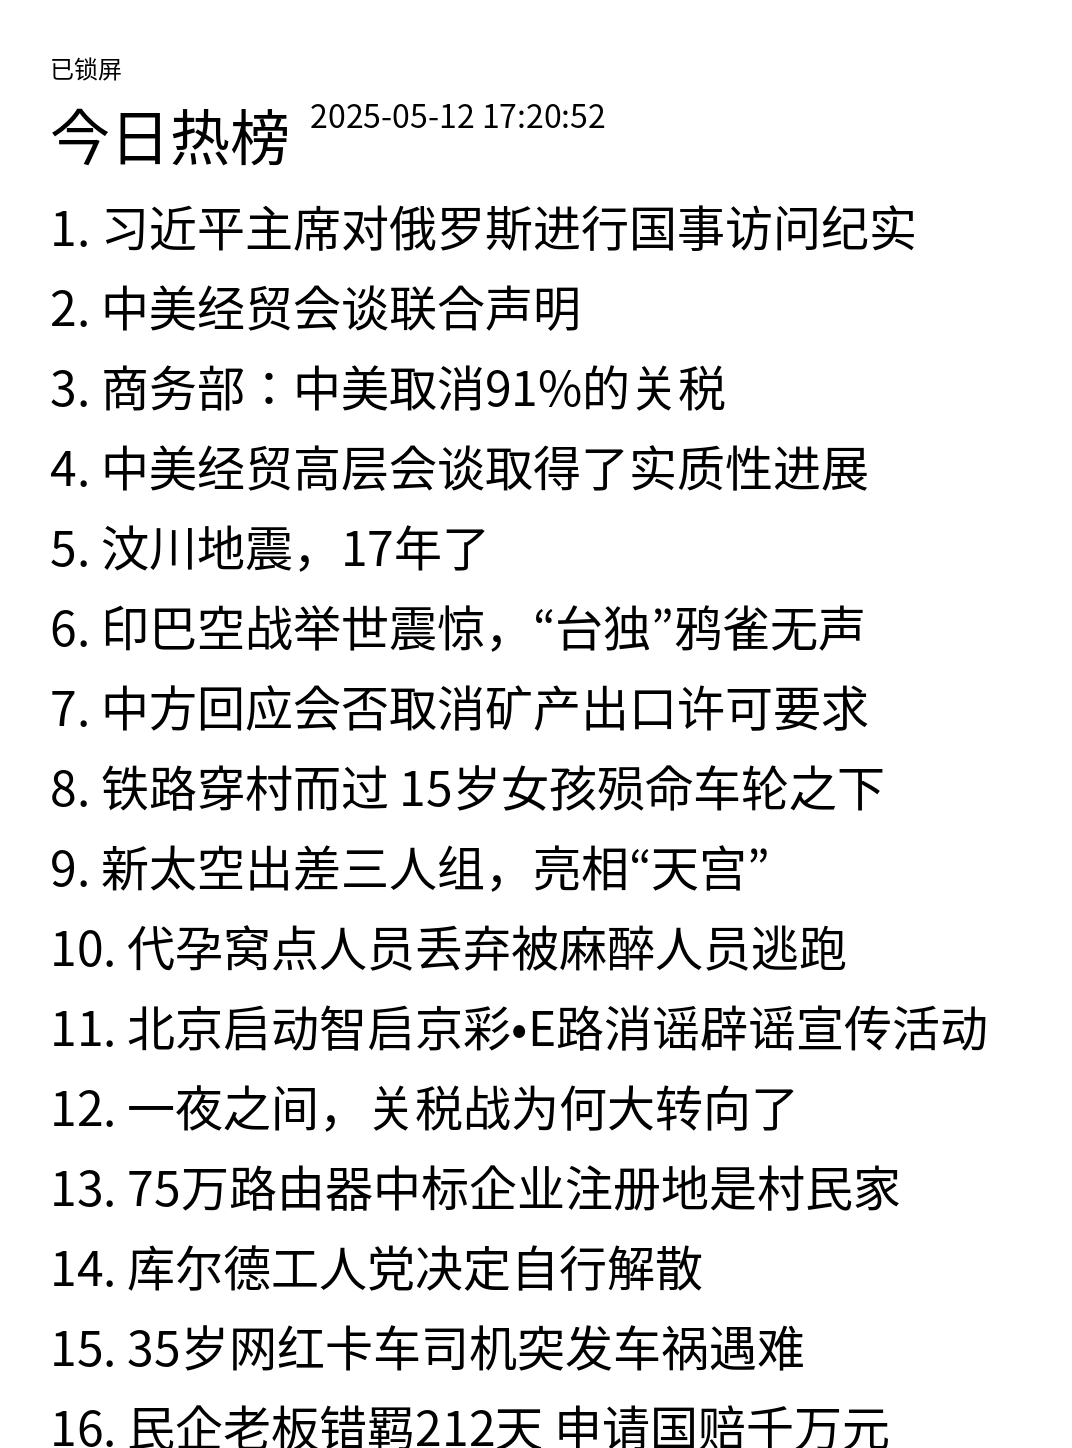 已锁屏
今日热榜 2025-05-12 17:20:52
1. 习近平主席对俄罗斯进行国事访问纪实
2. 中美经贸会谈联合声明
3. 商务部：中美取消91%的关税
4. 中美经贸高层会谈取得了实质性进展
5. 汶川地震，17年了
6. 印巴空战举世震惊，“台独”鸦雀无声
7. 中方回应会否取消矿产出口许可要求
8. 铁路穿村而过 15岁女孩殒命车轮之下
9. 新太空出差三人组，亮相“天宫”
10. 代孕窝点人员丢弃被麻醉人员逃跑
11. 北京启动智启京彩•E路消谣辟谣宣传活动
12. 一夜之间，关税战为何大转向了
13. 75万路由器中标企业注册地是村民家
14. 库尔德工人党决定自行解散
15. 35岁网红卡车司机突发车祸遇难
16. 民企老板错羁212天 申请国赔千万元